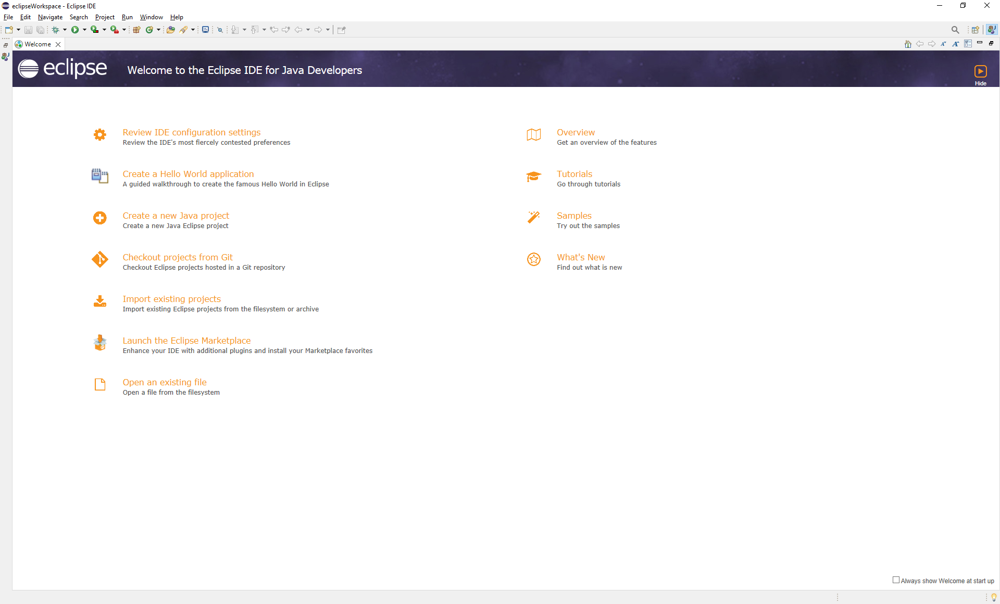 eclipseWorkspace - Eclipse IDE
File Edit Navigate Search Project Run Window Help
Welcome
eclipse Welcome to the Eclipse IDE for Java Developers
Hide
Review IDE configuration settings
Review the IDE's most fiercely contested preferences
Create a Hello World application
A guided walkthrough to create the famous Hello World in Eclipse
Create a new Java project
Create a new Java Eclipse project
Checkout projects from Git
Checkout Eclipse projects hosted in a Git repository
Import existing projects
Import existing Eclipse projects from the filesystem or archive
Launch the Eclipse Marketplace
Enhance your IDE with additional plugins and install your Marketplace favorites
Open an existing file
Open a file from the filesystem
Overview
Get an overview of the features
Tutorials
Go through tutorials
Samples
Try out the samples
What's New
Find out what is new
Always show Welcome at start up